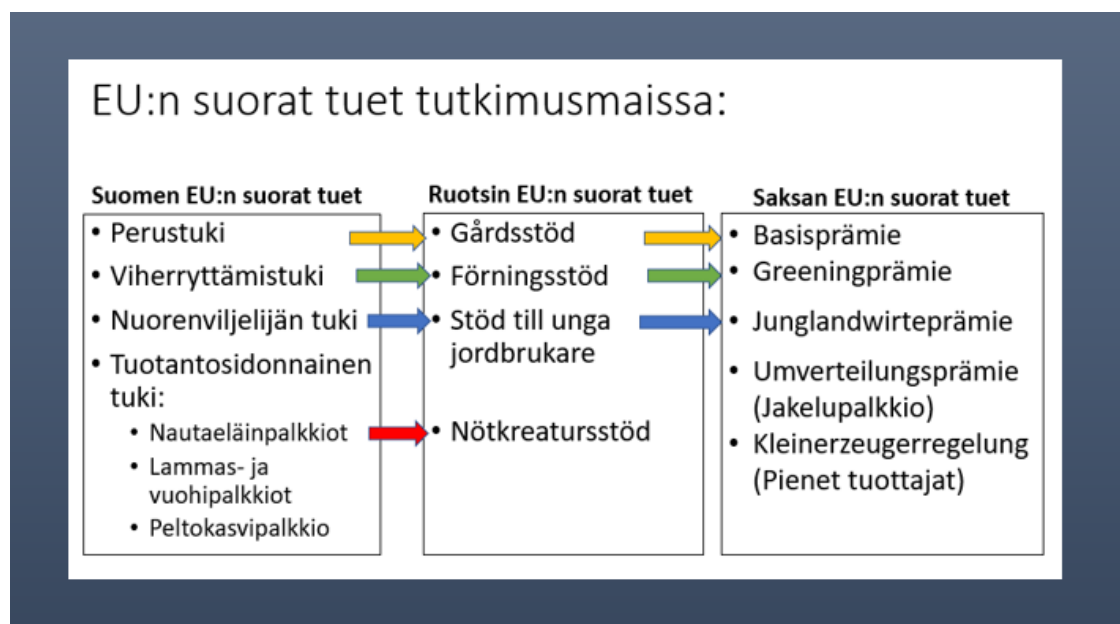 EU:n suorat tuet tutkimusmaissa:
Suomen EU:n suorat tuet
• Perustuki
• Viherryttämistuki
• Nuorenviljelijän tuki
• Tuotantosidonnainen
tuki:
• Nautaeläinpalkkiot
• Lammas- ja
vuohipalkkiot
• Peltokasvipalkkio
Ruotsin EU:n suorat tuet
• Gårdsstöd
• Förningsstöd
• Stöd till unga
jordbrukare
• Nötkreatursstöd
Saksan EU:n suorat tuet
• Basisprämie
• Greeningprämie
• Junglandwirteprämie
• Umverteilungsprämie
(Jakelupalkkio)
• Kleinerzeugerregelung
(Pienet tuottajat)